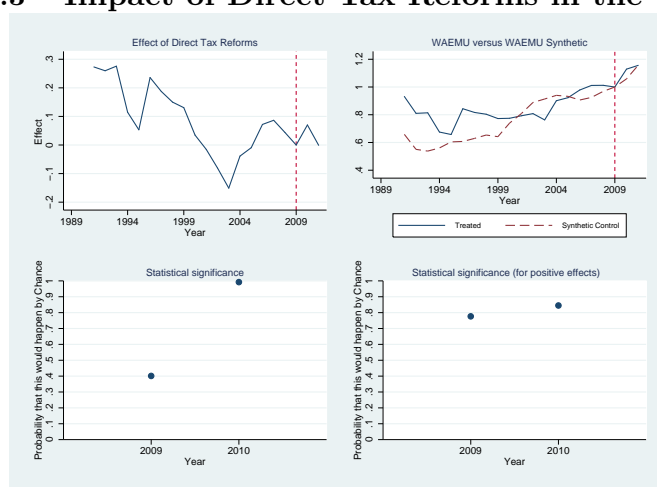 .3 Impact of Direct Tax Reforms in the
Effect of Direct Tax Reforms
Effect
.3
.2
.1
0
-.1
-.2
1989 1994 1999 2004 2009
Year
WAEMU versus WAEMU Synthetic
1.2
1
.8
.6
.4
1989 1994 1999 2004 2009
Year
Treated Synthetic Control
Statistical significance
Probability that this would happen by Chance
1
.9
.8
.7
.6
.5
.4
.3
.2
.1
0
2009 2010
Year
Statistical significance (for positive effects)
Probability that this would happen by Chance
1
.9
.8
.7
.6
.5
.4
.3
.2
.1
0
2009 2010
Year